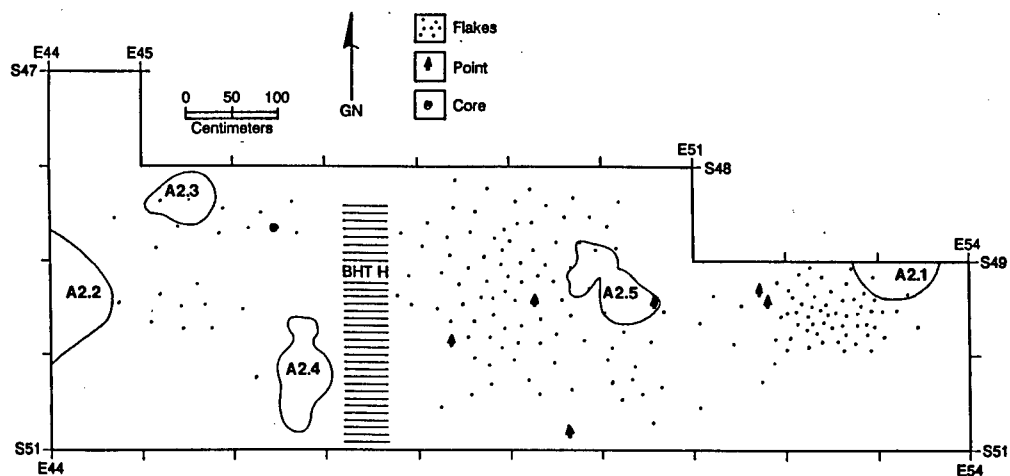 Flakes
Point
Core
E44 E45
S47
0 50 100
Centimeters
GN
E51
S48
A2.3
E54
S49
BHT H
A2.2
A2.5
A2.1
A2.4
S51
S51
E44
E54